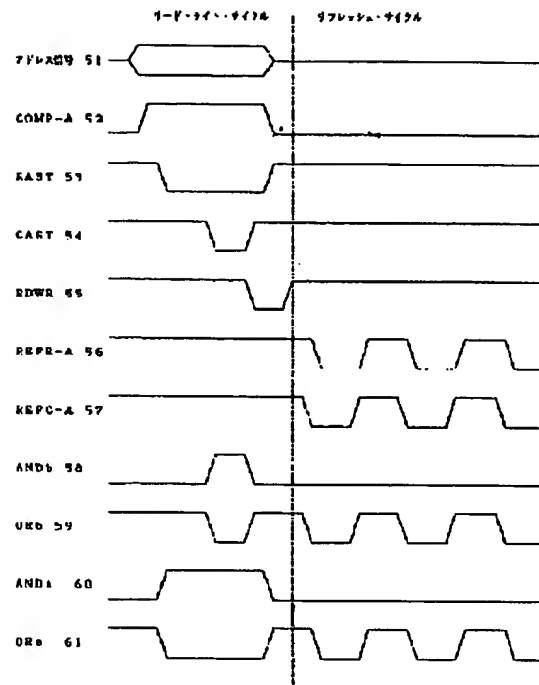 リード・ライト・サイクル リフレッシュ・サイクル
アドレス信号 51
COMP-A 52
RAST 53
CAST 54
RDWR 55
REFR-A 56
REFC-A 57
ANDb 58
ORb 59
ANDa 60
ORa 61